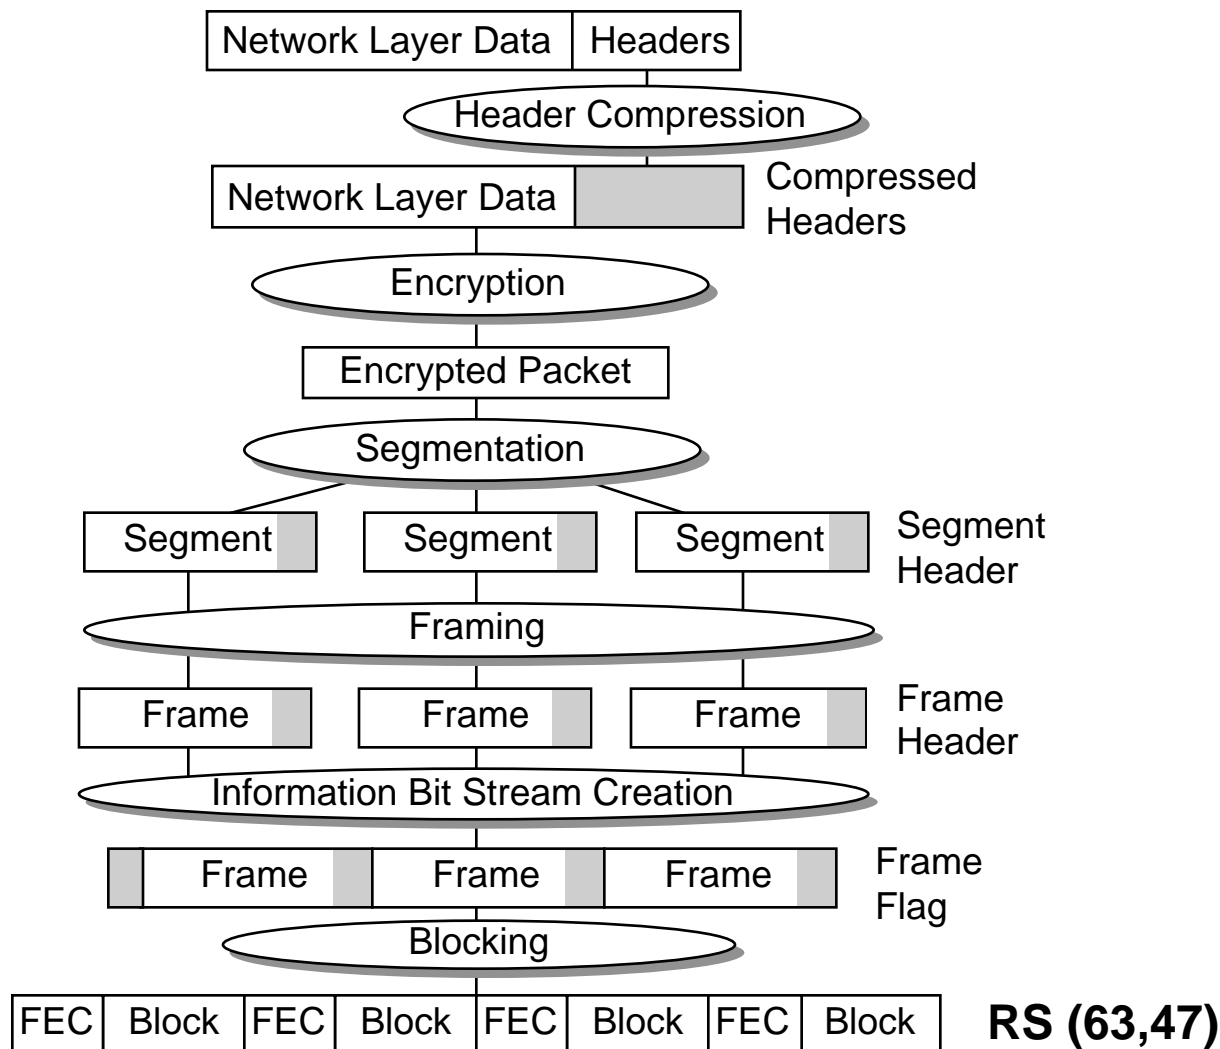 Network Layer Data Headers
Header Compression
Network Layer Data
Compressed
Headers
Encryption
Encrypted Packet
Segmentation
Segment Segment Segment
Segment
Header
Framing
Frame Frame Frame
Frame
Header
Information Bit Stream Creation
Frame Frame Frame
Frame
Flag
Blocking
FEC Block FEC Block FEC Block FEC Block
RS (63,47)